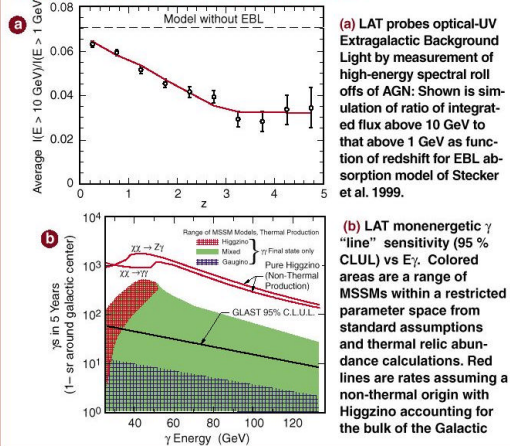 a
Average I(E > 10 GeV)/I(E > 1 GeV)
0.08
0.06
0.04
0.02
0
Model without EBL
0 1 2 3 4 5
z
(a) LAT probes optical-UV
Extragalactic Background
Light by measurement of
high-energy spectral roll
offs of AGN: Shown is sim-
ulation of ratio of integrat-
ed flux above 10 GeV to
that above 1 GeV as func-
tion of redshift for EBL ab-
sorption model of Stecker
et al. 1999.
b
γs in 5 Years
(1– sr around galactic center)
10⁴
10³
10²
10¹
10⁰
Range of MSSM Models, Thermal Production
Higgzino
Mixed
Gaugino
γγ Final state only
χχ → Zγ
χχ → γγ
Pure Higgzino
(Non-Thermal
Production)
GLAST 95% C.L.U.L.
40 60 80 100 120
γ Energy (GeV)
(b) LAT monenergetic γ
“line” sensitivity (95 %
CLUL) vs Eγ. Colored
areas are a range of
MSSMs within a restricted
parameter space from
standard assumptions
and thermal relic abun-
dance calculations. Red
lines are rates assuming a
non-thermal origin with
Higgzino accounting for
the bulk of the Galactic